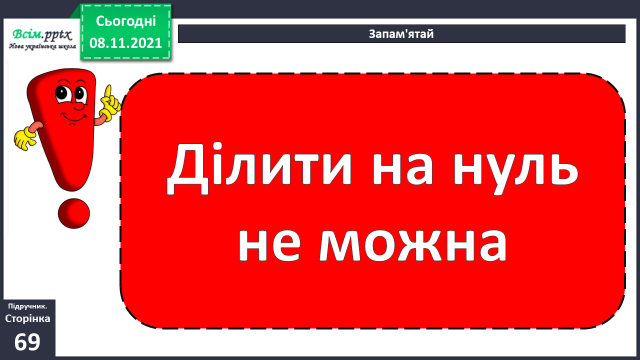 Всім.pptx
Нова українська школа
Сьогодні
08.11.2021
Запам'ятай
Ділити на нуль
не можна
Підручник.
Сторінка
69